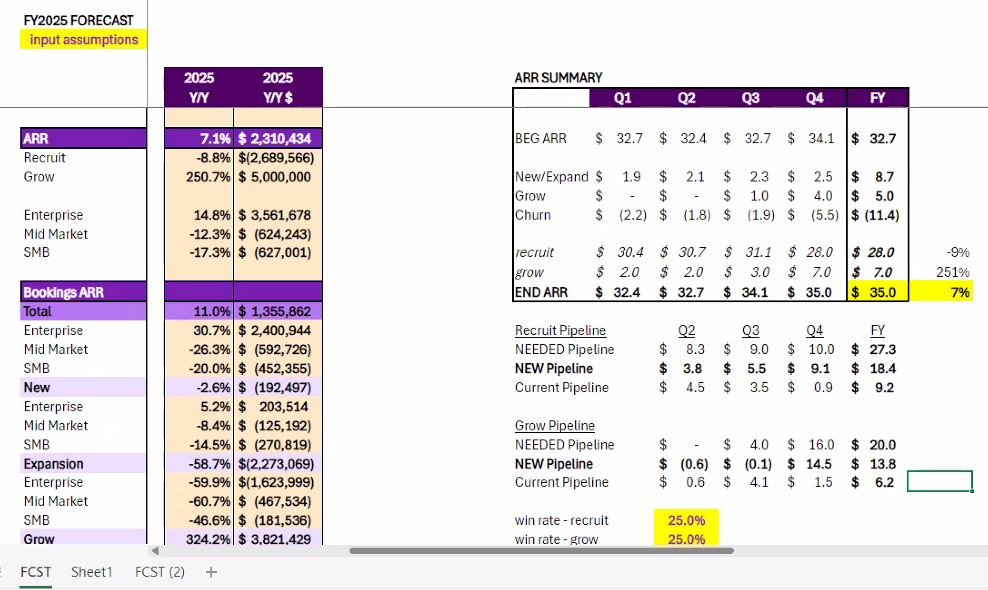 FY2025 FORECAST
input assumptions
2025 2025
Y/Y Y/Y $
ARR 7.1% $ 2,310,434
Recruit -8.8% $(2,689,566)
Grow 250.7% $ 5,000,000
Enterprise 14.8% $ 3,561,678
Mid Market -12.3% $ (624,243)
SMB -17.3% $ (627,001)
Bookings ARR
Total 11.0% $ 1,355,862
Enterprise 30.7% $ 2,400,944
Mid Market -26.3% $ (592,726)
SMB -20.0% $ (452,355)
New -2.6% $ (192,497)
Enterprise 5.2% $ 203,514
Mid Market -8.4% $ (125,192)
SMB -14.5% $ (270,819)
Expansion -58.7% $(2,273,069)
Enterprise -59.9% $(1,623,999)
Mid Market -60.7% $ (467,534)
SMB -46.6% $ (181,536)
Grow 324.2% $ 3,821,429
ARR SUMMARY
Q1 Q2 Q3 Q4 FY
BEG ARR $ 32.7 $ 32.4 $ 32.7 $ 34.1 $ 32.7
New/Expand $ 1.9 $ 2.1 $ 2.3 $ 2.5 $ 8.7
Grow $ - $ - $ 1.0 $ 4.0 $ 5.0
Churn $ (2.2) $ (1.8) $ (1.9) $ (5.5) $ (11.4)
recruit $ 30.4 $ 30.7 $ 31.1 $ 28.0 $ 28.0 -9%
grow $ 2.0 $ 2.0 $ 3.0 $ 7.0 $ 7.0 251%
END ARR $ 32.4 $ 32.7 $ 34.1 $ 35.0 $ 35.0 7%
Recruit Pipeline Q2 Q3 Q4 FY
NEEDED Pipeline $ 8.3 $ 9.0 $ 10.0 $ 27.3
NEW Pipeline $ 3.8 $ 5.5 $ 9.1 $ 18.4
Current Pipeline $ 4.5 $ 3.5 $ 0.9 $ 9.2
Grow Pipeline
NEEDED Pipeline $ - $ 4.0 $ 16.0 $ 20.0
NEW Pipeline $ (0.6) $ (0.1) $ 14.5 $ 13.8
Current Pipeline $ 0.6 $ 4.1 $ 1.5 $ 6.2
win rate - recruit 25.0%
win rate - grow 25.0%
FCST Sheet1 FCST (2) +